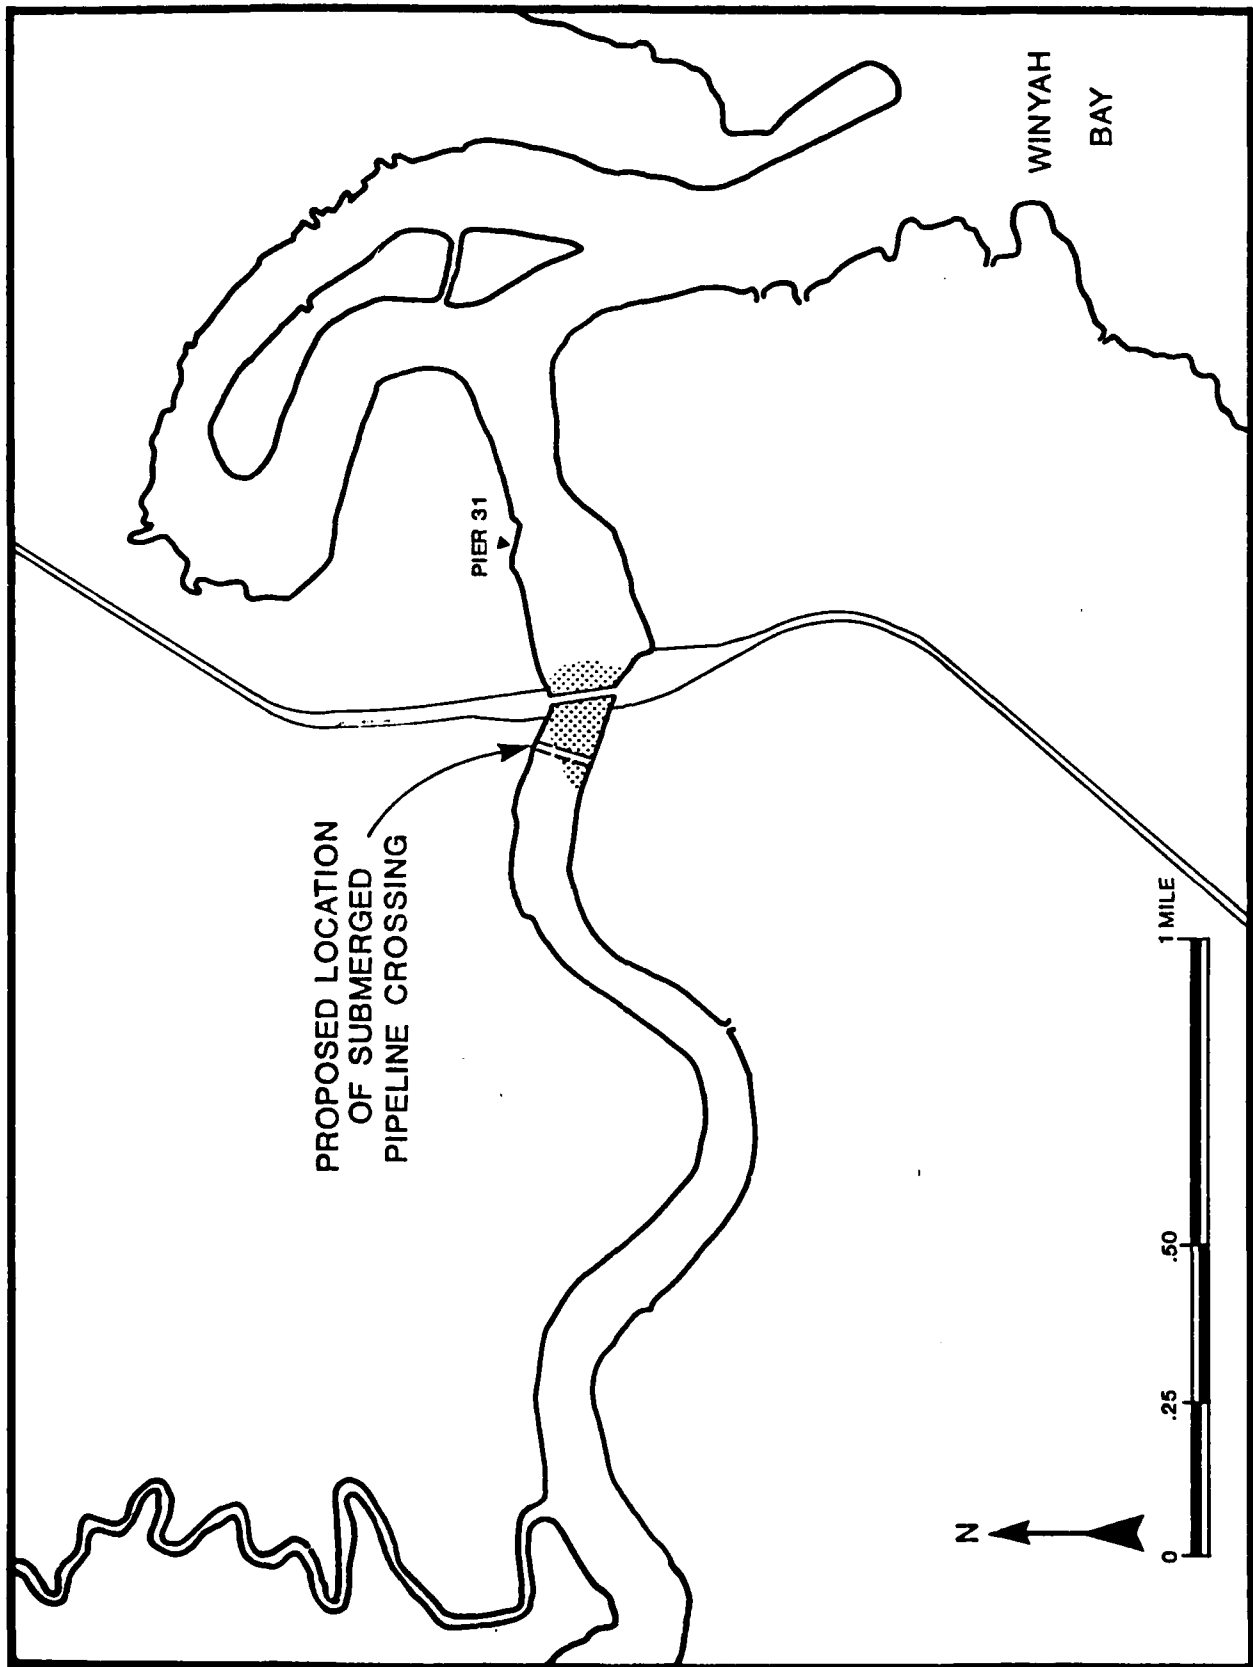 WINYAH
BAY
PIER 31
PROPOSED LOCATION
OF SUBMERGED
PIPELINE CROSSING
N
0
.25
.50
1 MILE